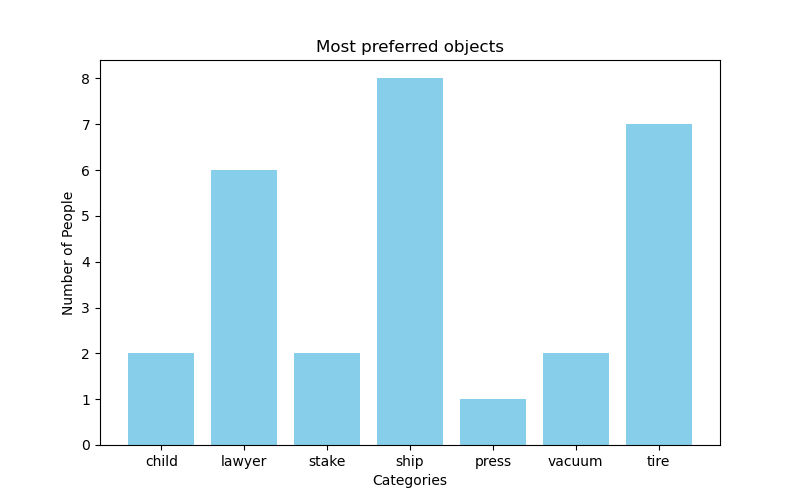 Most preferred objects
8
7
6
5
4
3
2
1
0
Number of People
child lawyer stake ship press vacuum tire
Categories